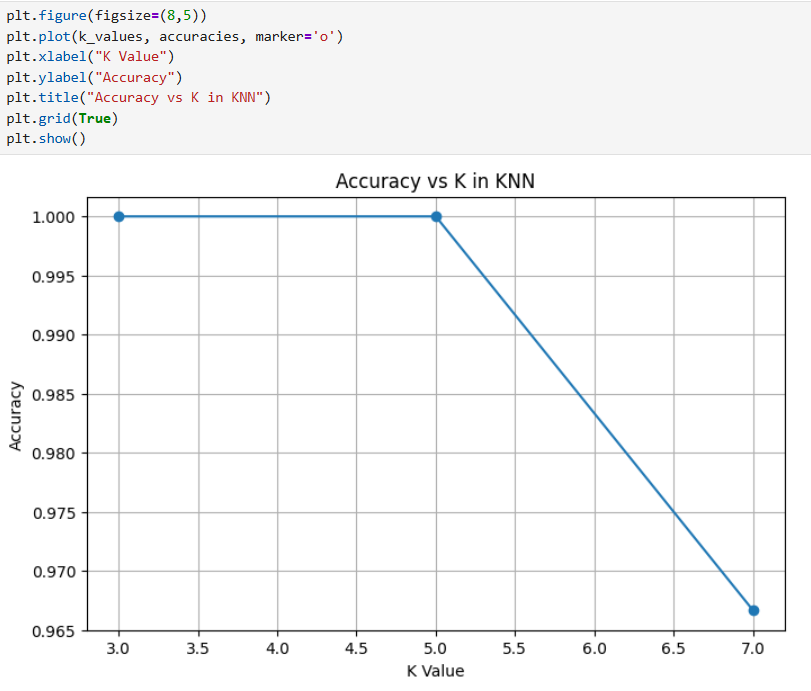 plt.figure(figsize=(8,5))
plt.plot(k_values, accuracies, marker='o')
plt.xlabel("K Value")
plt.ylabel("Accuracy")
plt.title("Accuracy vs K in KNN")
plt.grid(True)
plt.show()
Accuracy vs K in KNN
1.000
0.995
0.990
0.985
0.980
0.975
0.970
0.965
Accuracy
3.0 3.5 4.0 4.5 5.0 5.5 6.0 6.5 7.0
K Value